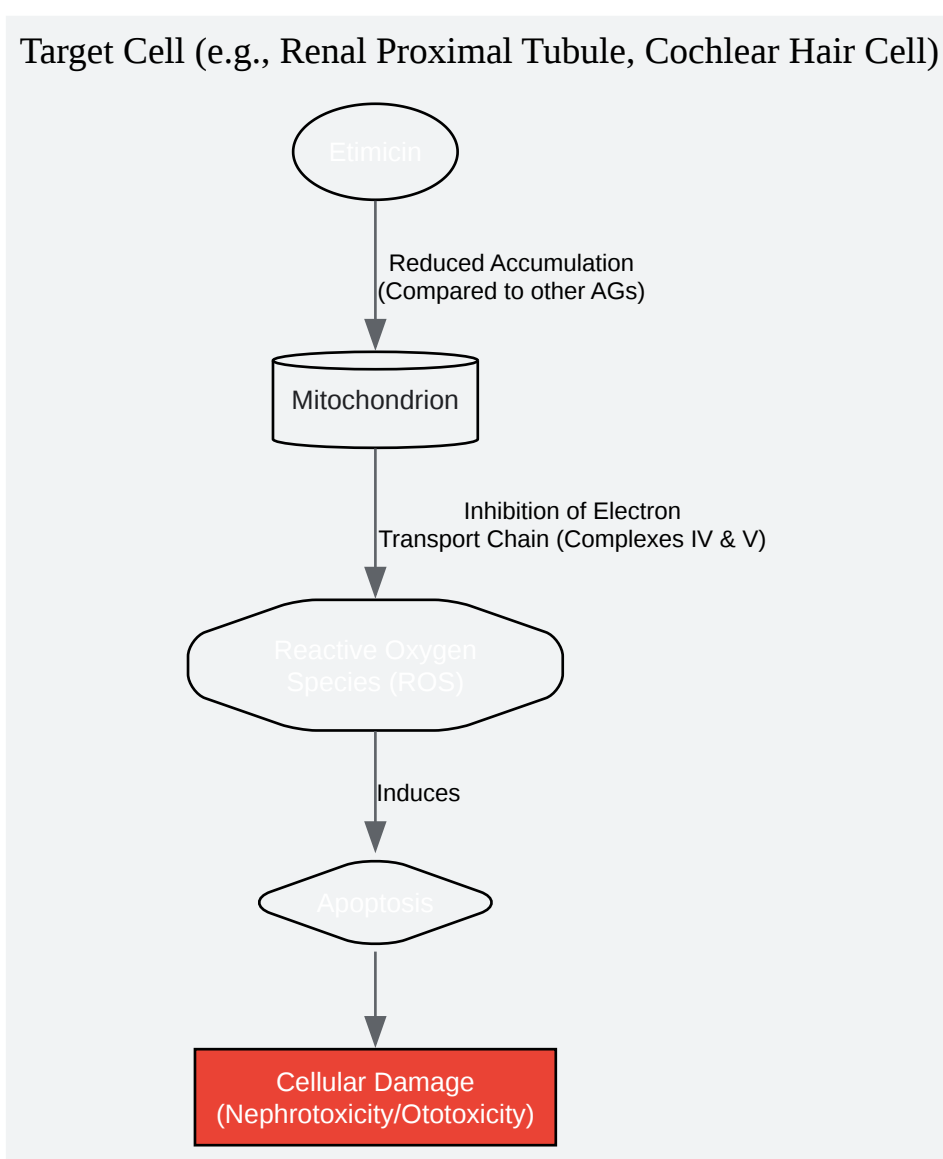 Target Cell (e.g., Renal Proximal Tubule, Cochlear Hair Cell)
Etimicin
Reduced Accumulation
(Compared to other AGs)
Mitochondrion
Inhibition of Electron
Transport Chain (Complexes IV & V)
Reactive Oxygen
Species (ROS)
Induces
Apoptosis
Cellular Damage
(Nephrotoxicity/Ototoxicity)